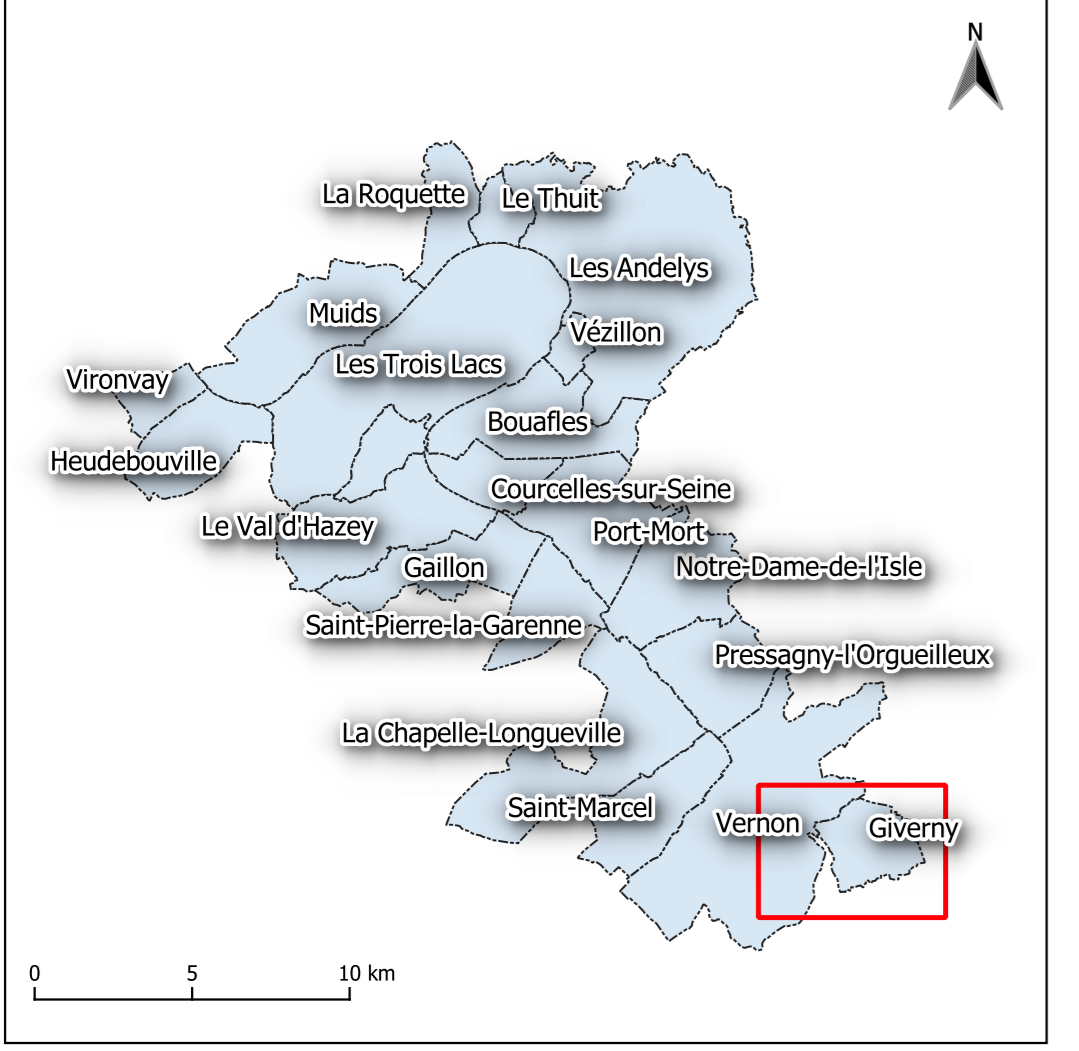 N
La Roquette
Le Thuit
Les Andelys
Muids
Vézillon
Les Trois Lacs
Vironvay
Bouafles
Heudebouville
Courcelles-sur-Seine
Le Val d'Hazey
Port-Mort
Gaillon
Notre-Dame-de-l'Isle
Saint-Pierre-la-Garenne
Pressagny-l'Orgueilleux
La Chapelle-Longueville
Saint-Marcel
Vernon
Giverny
0 5 10 km